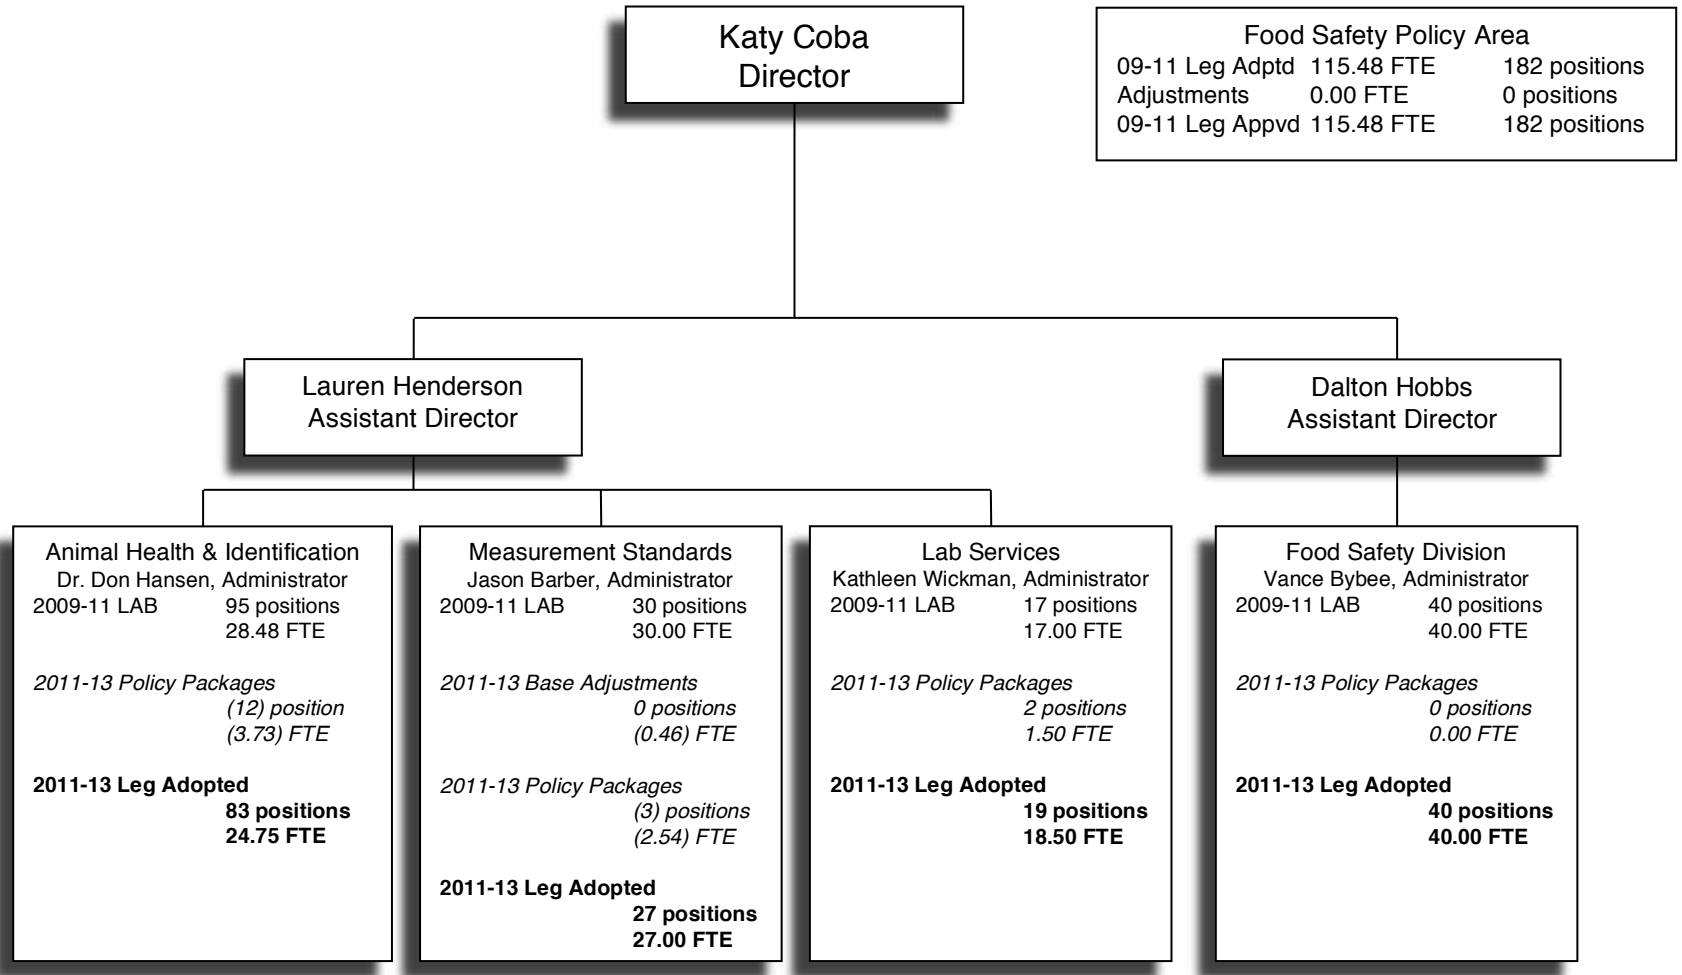 Katy Coba
Director
Food Safety Policy Area
09-11 Leg Adptd 115.48 FTE 182 positions
Adjustments 0.00 FTE 0 positions
09-11 Leg Appvd 115.48 FTE 182 positions
Lauren Henderson
Assistant Director
Dalton Hobbs
Assistant Director
Animal Health & Identification
Dr. Don Hansen, Administrator
2009-11 LAB 95 positions
28.48 FTE
2011-13 Policy Packages
(12) position
(3.73) FTE
2011-13 Leg Adopted
83 positions
24.75 FTE
Measurement Standards
Jason Barber, Administrator
2009-11 LAB 30 positions
30.00 FTE
2011-13 Base Adjustments
0 positions
(0.46) FTE
2011-13 Policy Packages
(3) positions
(2.54) FTE
2011-13 Leg Adopted
27 positions
27.00 FTE
Lab Services
Kathleen Wickman, Administrator
2009-11 LAB 17 positions
17.00 FTE
2011-13 Policy Packages
2 positions
1.50 FTE
2011-13 Leg Adopted
19 positions
18.50 FTE
Food Safety Division
Vance Bybee, Administrator
2009-11 LAB 40 positions
40.00 FTE
2011-13 Policy Packages
0 positions
0.00 FTE
2011-13 Leg Adopted
40 positions
40.00 FTE